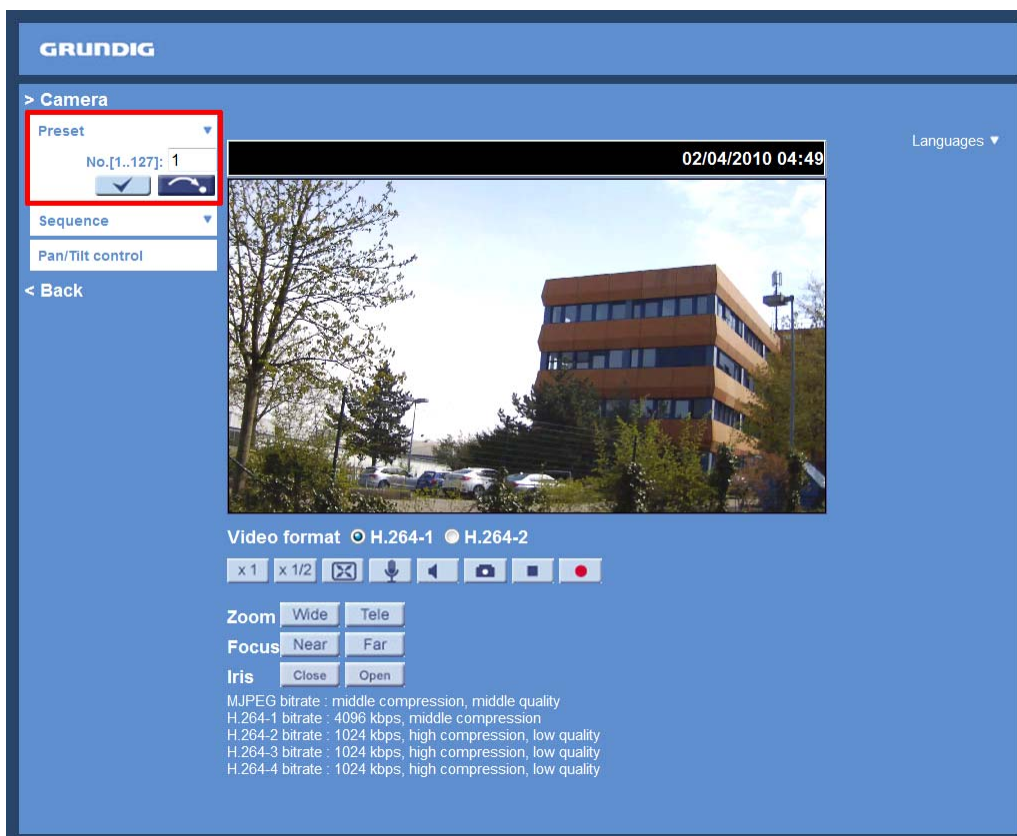 GRUNDIG
> Camera
Preset ▼
No.[1..127]: 1
Sequence ▼
Pan/Tilt control
< Back
Languages ▼
02/04/2010 04:49
Video format H.264-1 H.264-2
x 1 x 1/2
Zoom Wide Tele
Focus Near Far
Iris Close Open
MJPEG bitrate : middle compression, middle quality
H.264-1 bitrate : 4096 kbps, middle compression
H.264-2 bitrate : 1024 kbps, high compression, low quality
H.264-3 bitrate : 1024 kbps, high compression, low quality
H.264-4 bitrate : 1024 kbps, high compression, low quality